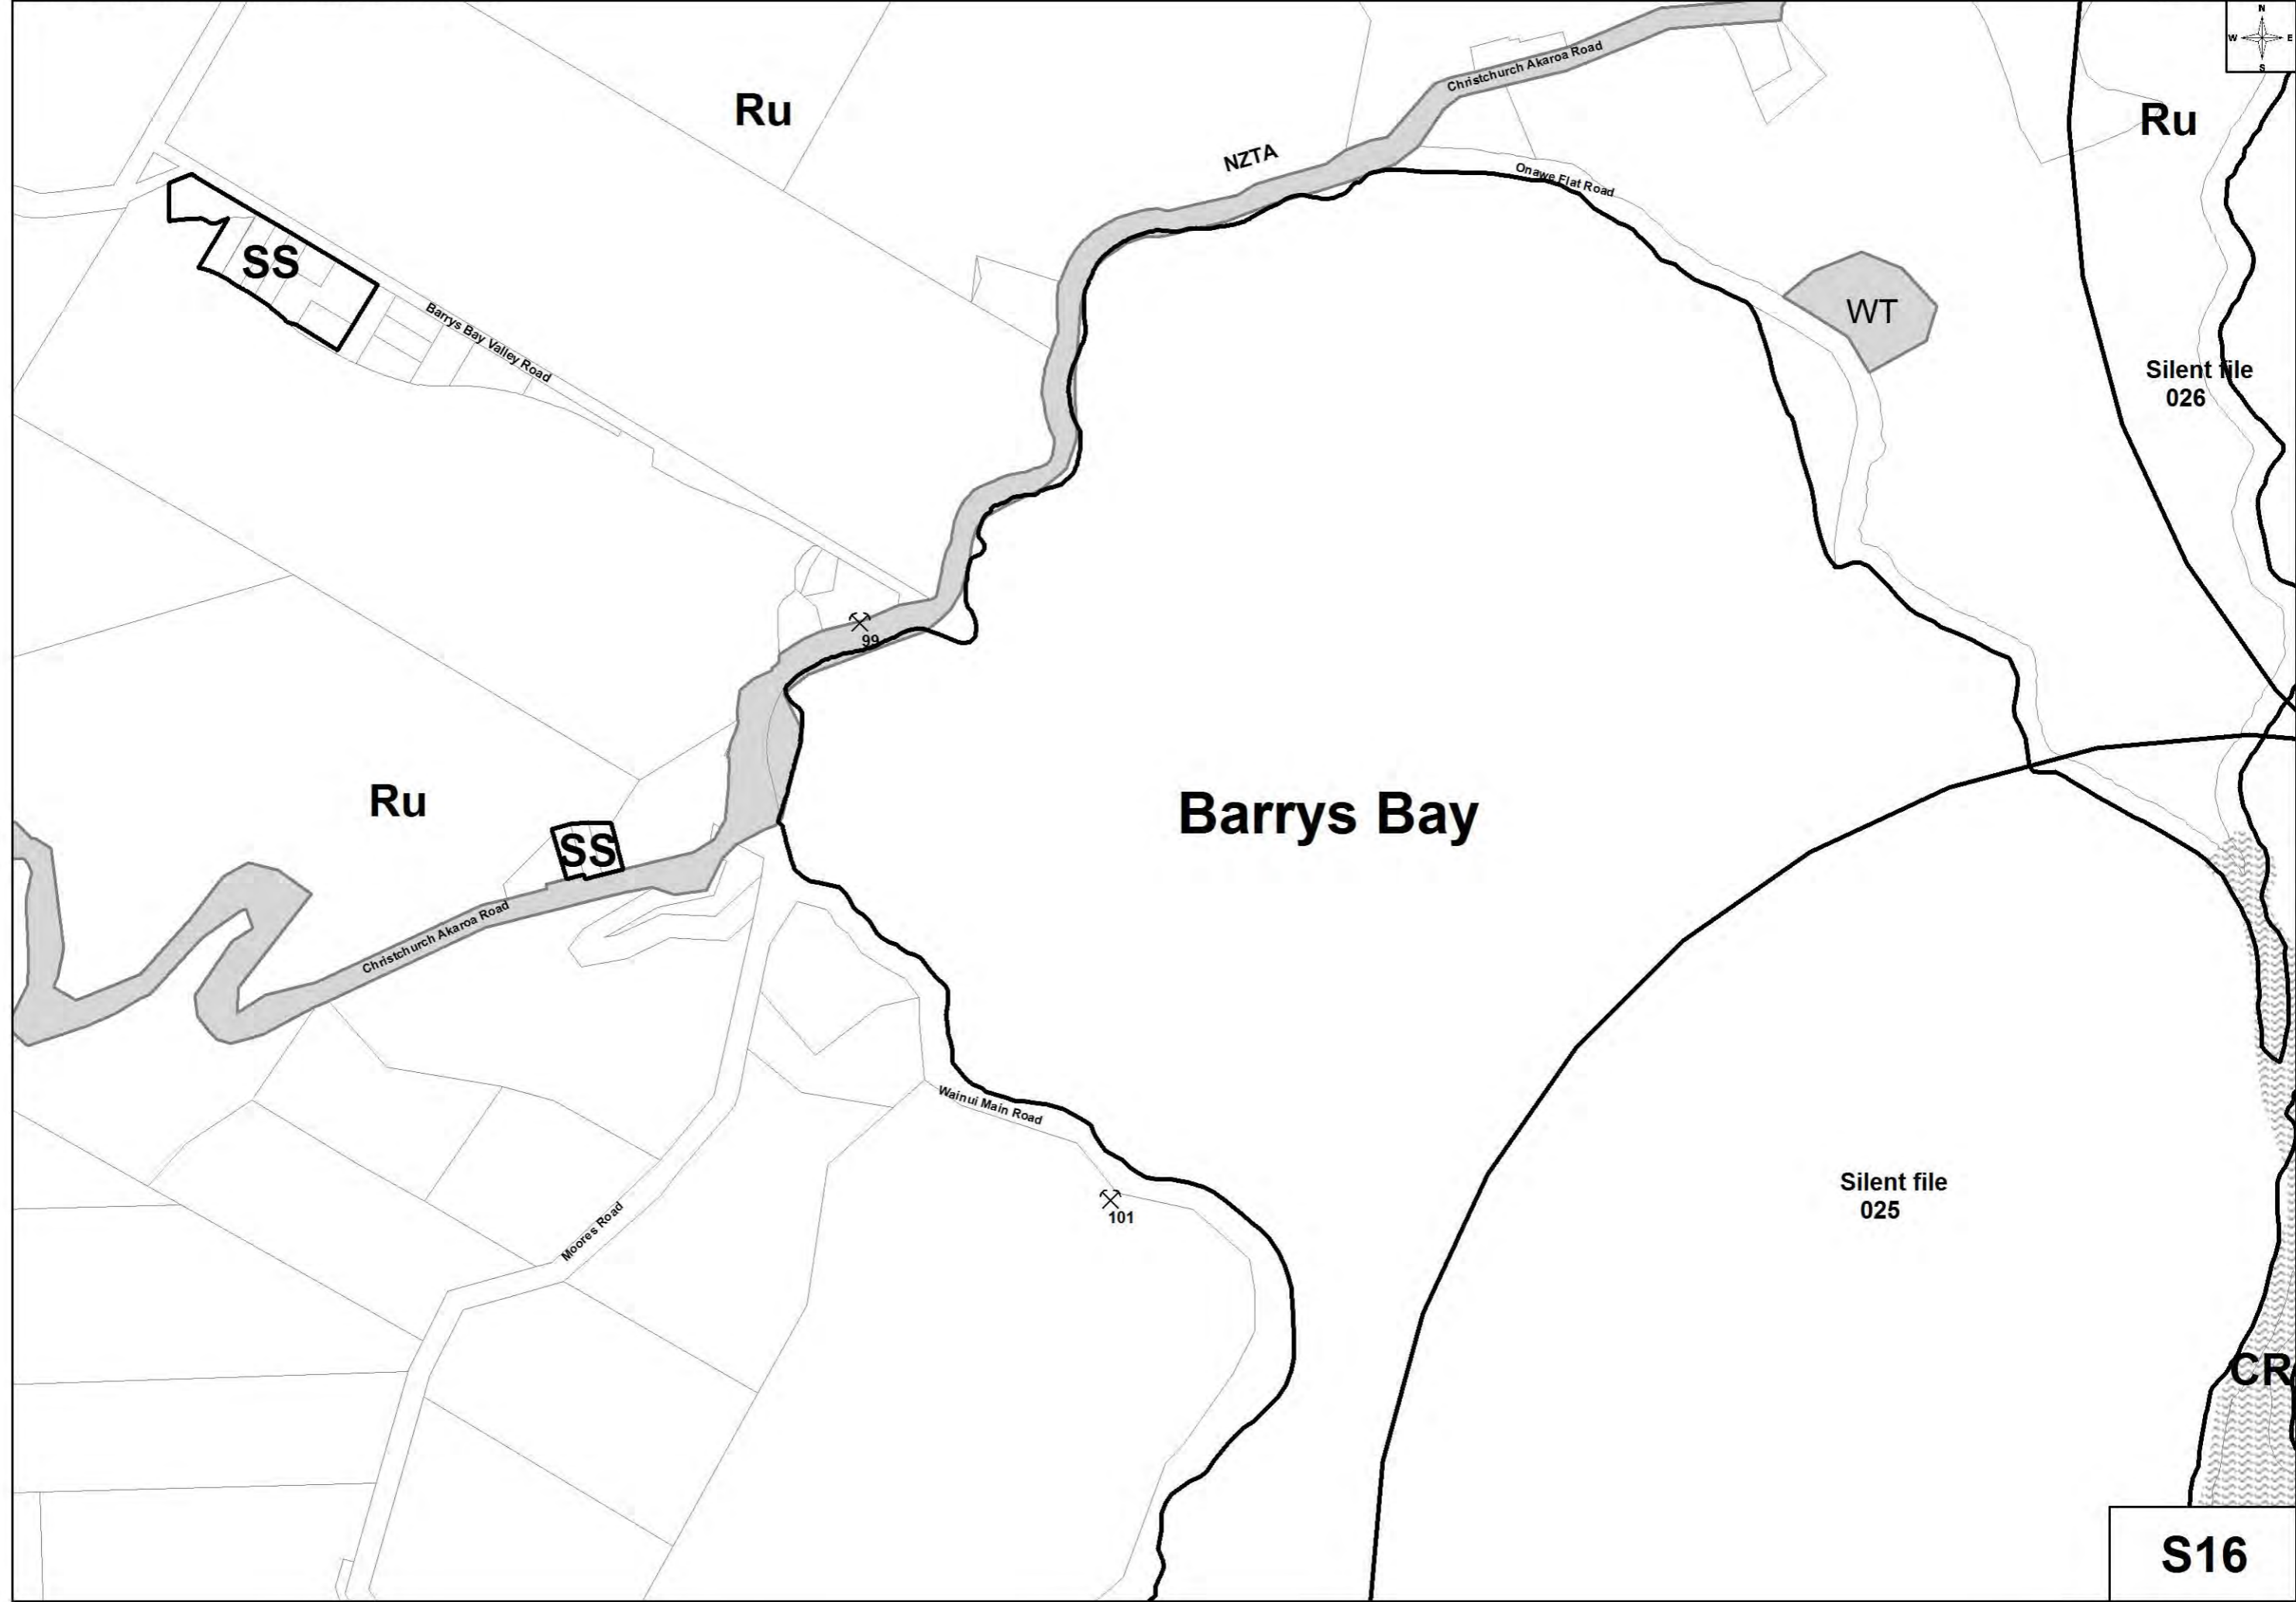 N
W E
S
Christchurch Akaroa Road
Ru
Ru
NZTA
Onawe Flat Road
SS
WT
Barrys Bay Valley Road
Silent file
026
99
Ru
Barrys Bay
SS
Christchurch Akaroa Road
Wainui Main Road
Silent file
025
101
Moores Road
CR
S16